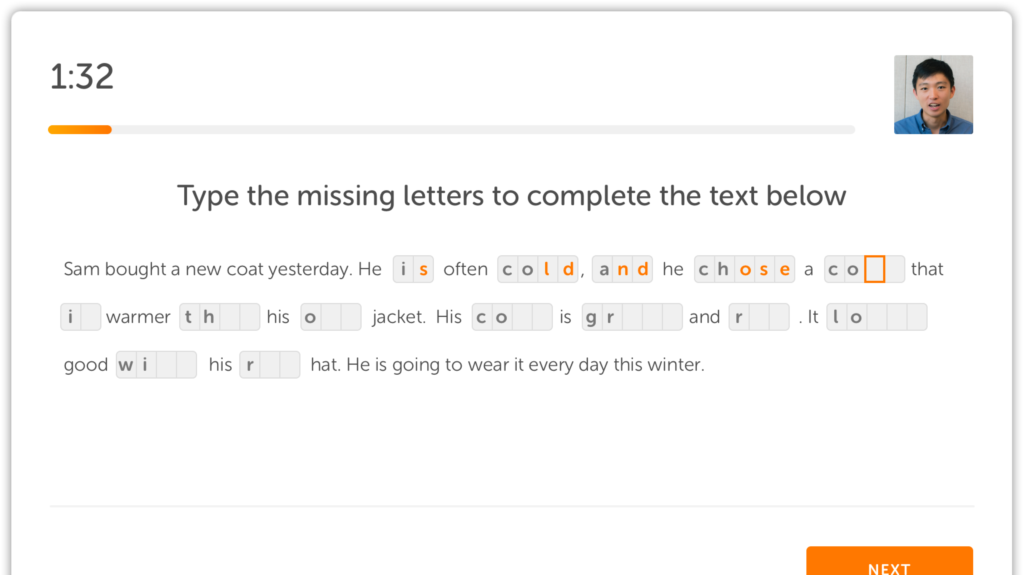 1:32
Type the missing letters to complete the text below
Sam bought a new coat yesterday. He is often cold, and he chose a co that
i warmer th his o jacket. His co is gr and r . It lo
good wi his r hat. He is going to wear it every day this winter.
NEXT